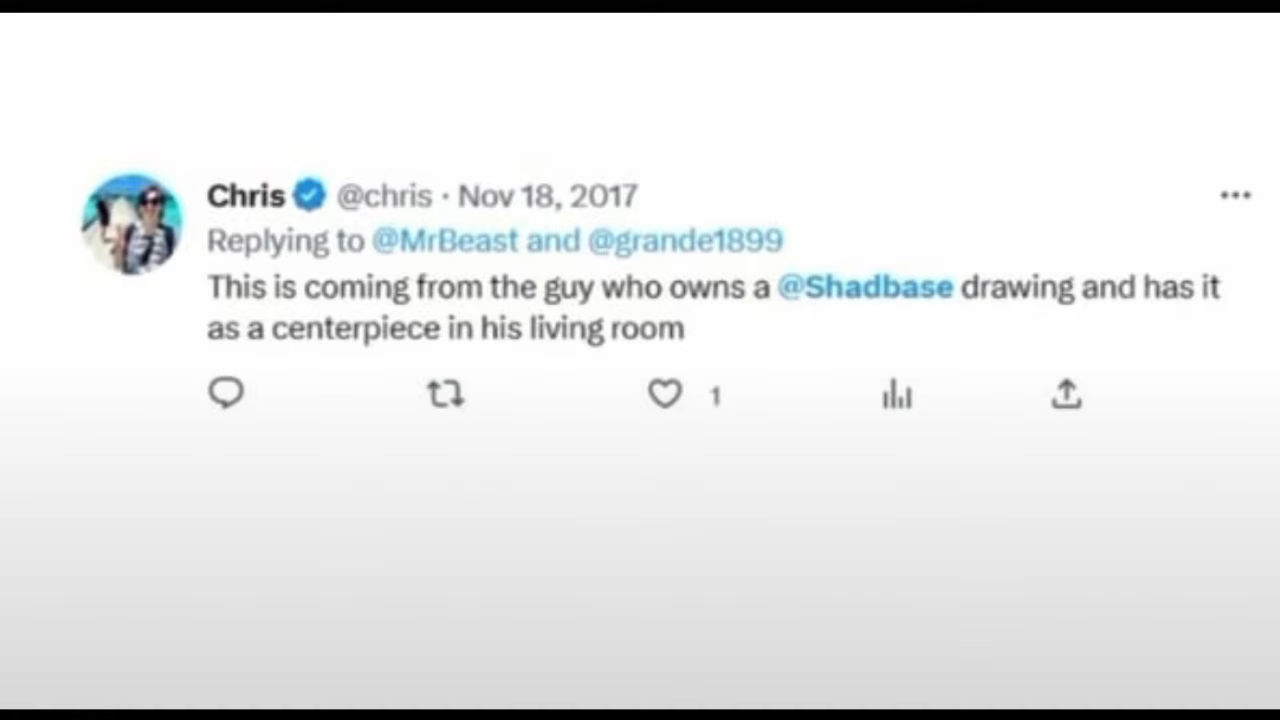 Chris @chris · Nov 18, 2017
Replying to @MrBeast and @grande1899
This is coming from the guy who owns a @Shadbase drawing and has it
as a centerpiece in his living room
1